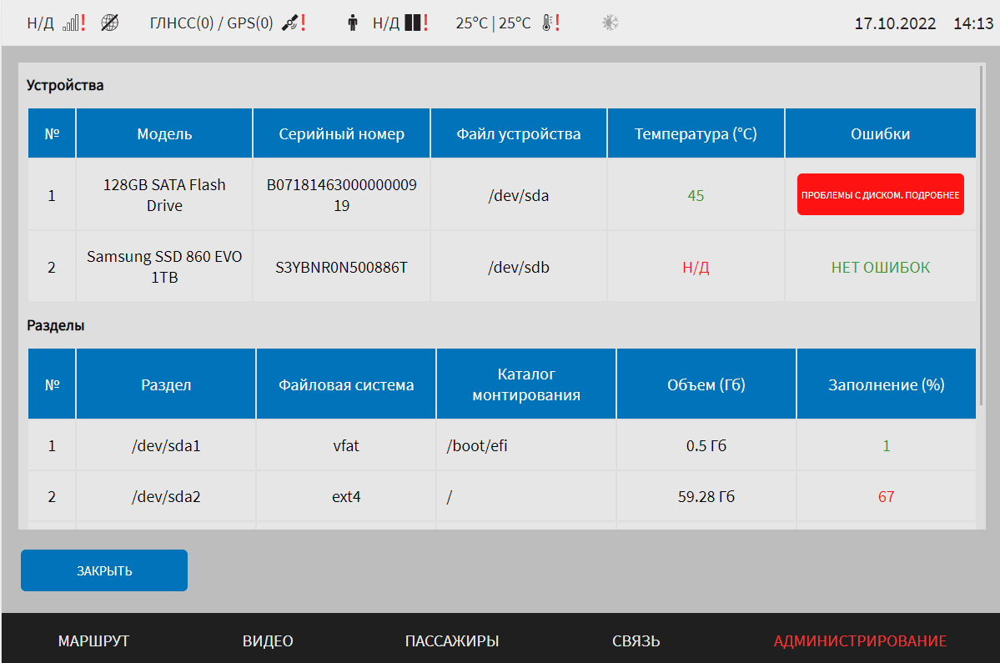 Н/Д ГЛНСС(0) / GPS(0) Н/Д 25°C | 25°C 17.10.2022 14:13
Устройства
№ Модель Серийный номер Файл устройства Температура (°C) Ошибки
1 128GB SATA Flash Drive B07181463000000009 19 /dev/sda 45 ПРОБЛЕМЫ С ДИСКОМ. ПОДРОБНЕЕ
2 Samsung SSD 860 EVO 1TB S3YBNR0N500886T /dev/sdb Н/Д НЕТ ОШИБОК
Разделы
№ Раздел Файловая система Каталог монтирования Объем (Гб) Заполнение (%)
1 /dev/sda1 vfat /boot/efi 0.5 Гб 1
2 /dev/sda2 ext4 / 59.28 Гб 67
ЗАКРЫТЬ
МАРШРУТ ВИДЕО ПАССАЖИРЫ СВЯЗЬ АДМИНИСТРИРОВАНИЕ